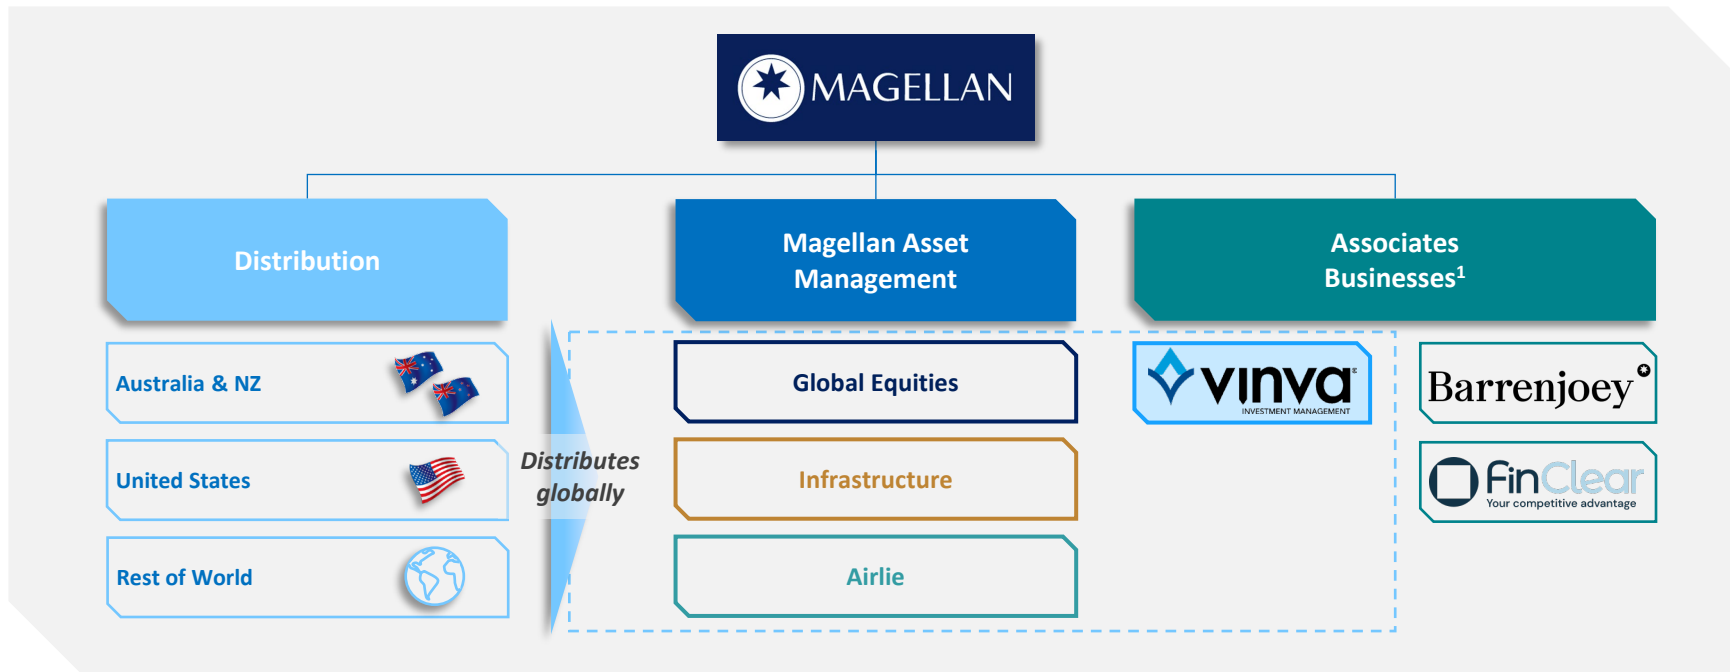 MAGELLAN
Distribution
Magellan Asset
Management
Associates
Businesses¹
Australia & NZ
United States
Rest of World
Distributes
globally
Global Equities
Infrastructure
Airlie
vinva®
INVESTMENT MANAGEMENT
Barrenjoey
FinClear
Your competitive advantage